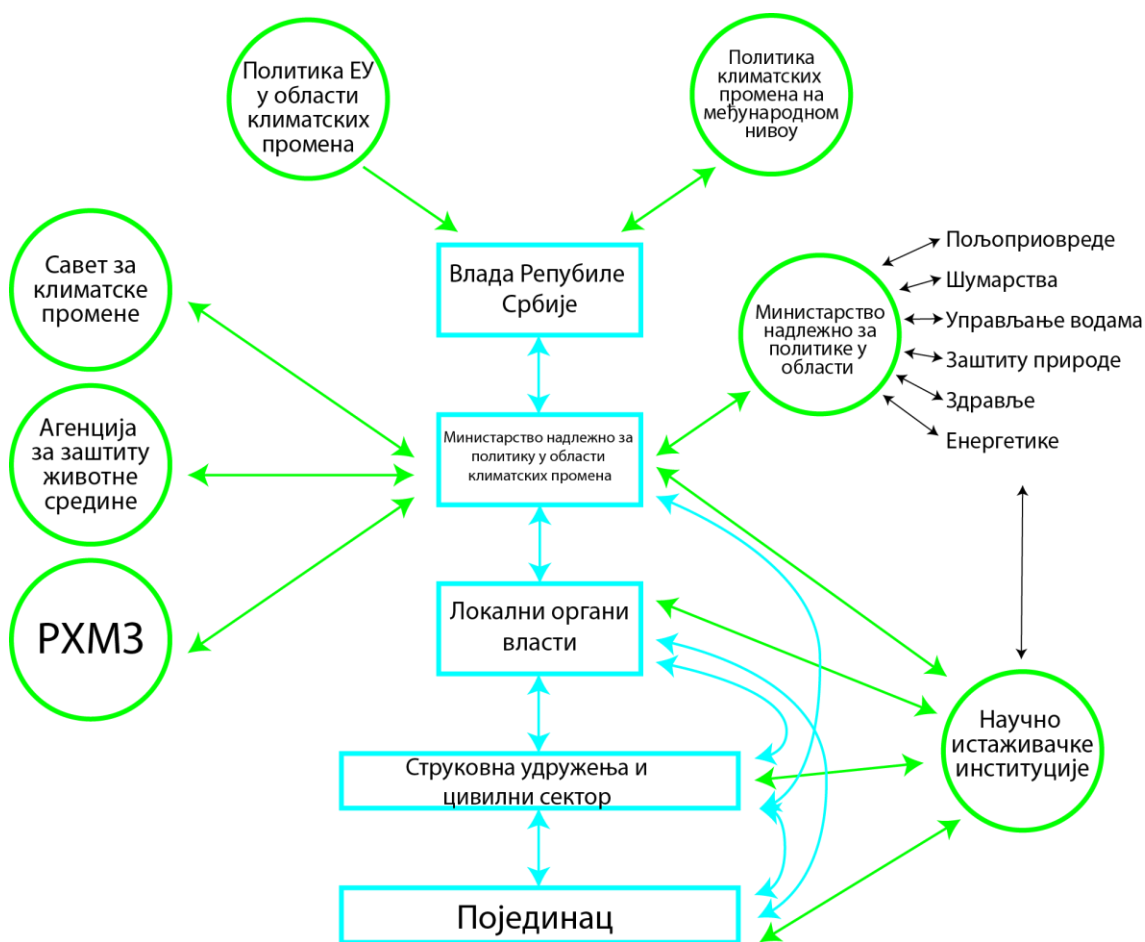 Политика ЕУ
у области
климатских
промена
Политика
климатских
промена на
међународном
нивоу
Савет за
климатске
промене
Влада Репубиле
Србије
Министарство
надлежно за
политике у
области
Пољоприовреде
Шумарства
Управљање водама
Заштиту природе
Здравље
Енергетике
Агенција
за заштиту
животне
средине
Министарство надлежно за
политику у области
климатских промена
РХМЗ
Локални органи
власти
Научно
истаживачке
институције
Струковна удружења и
цивилни сектор
Појединац